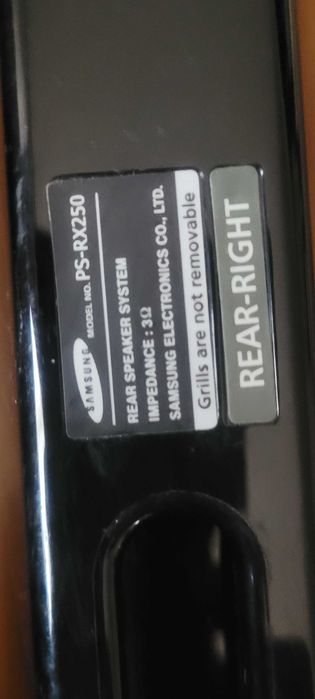 SAMSUNG MODEL NO. PS-RX250
REAR SPEAKER SYSTEM
IMPEDANCE : 3Ω
SAMSUNG ELECTRONICS CO., LTD.
Grills are not removable
REAR-RIGHT